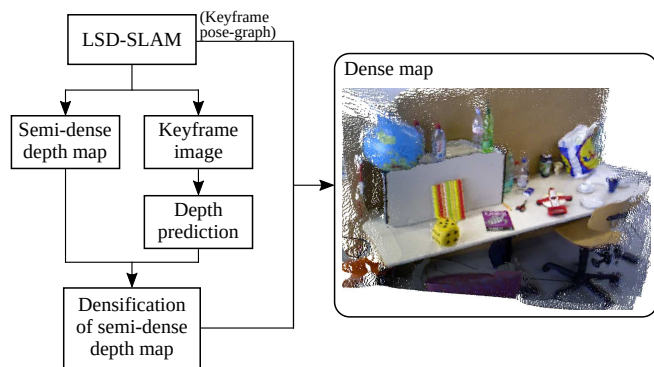 LSD-SLAM
(Keyframe
pose-graph)
Semi-dense
depth map
Keyframe
image
Depth
prediction
Densification
of semi-dense
depth map
Dense map